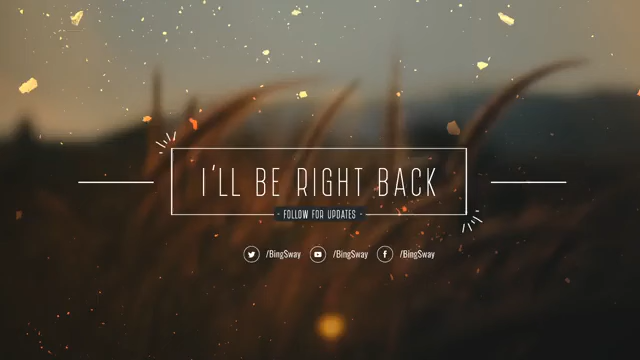 I'LL BE RIGHT BACK
- FOLLOW FOR UPDATES -
/BingSway /BingSway /BingSway